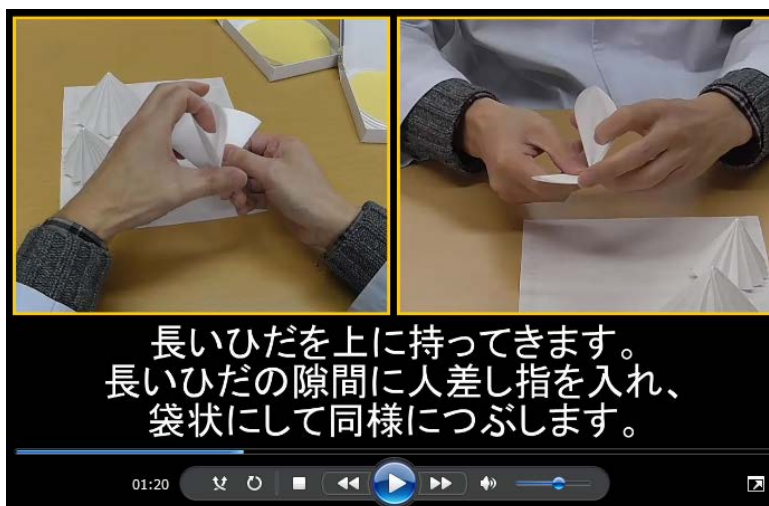 長いひだを上に持ってきます。
長いひだの隙間に人差し指を入れ、
袋状にして同様につぶします。
01:20